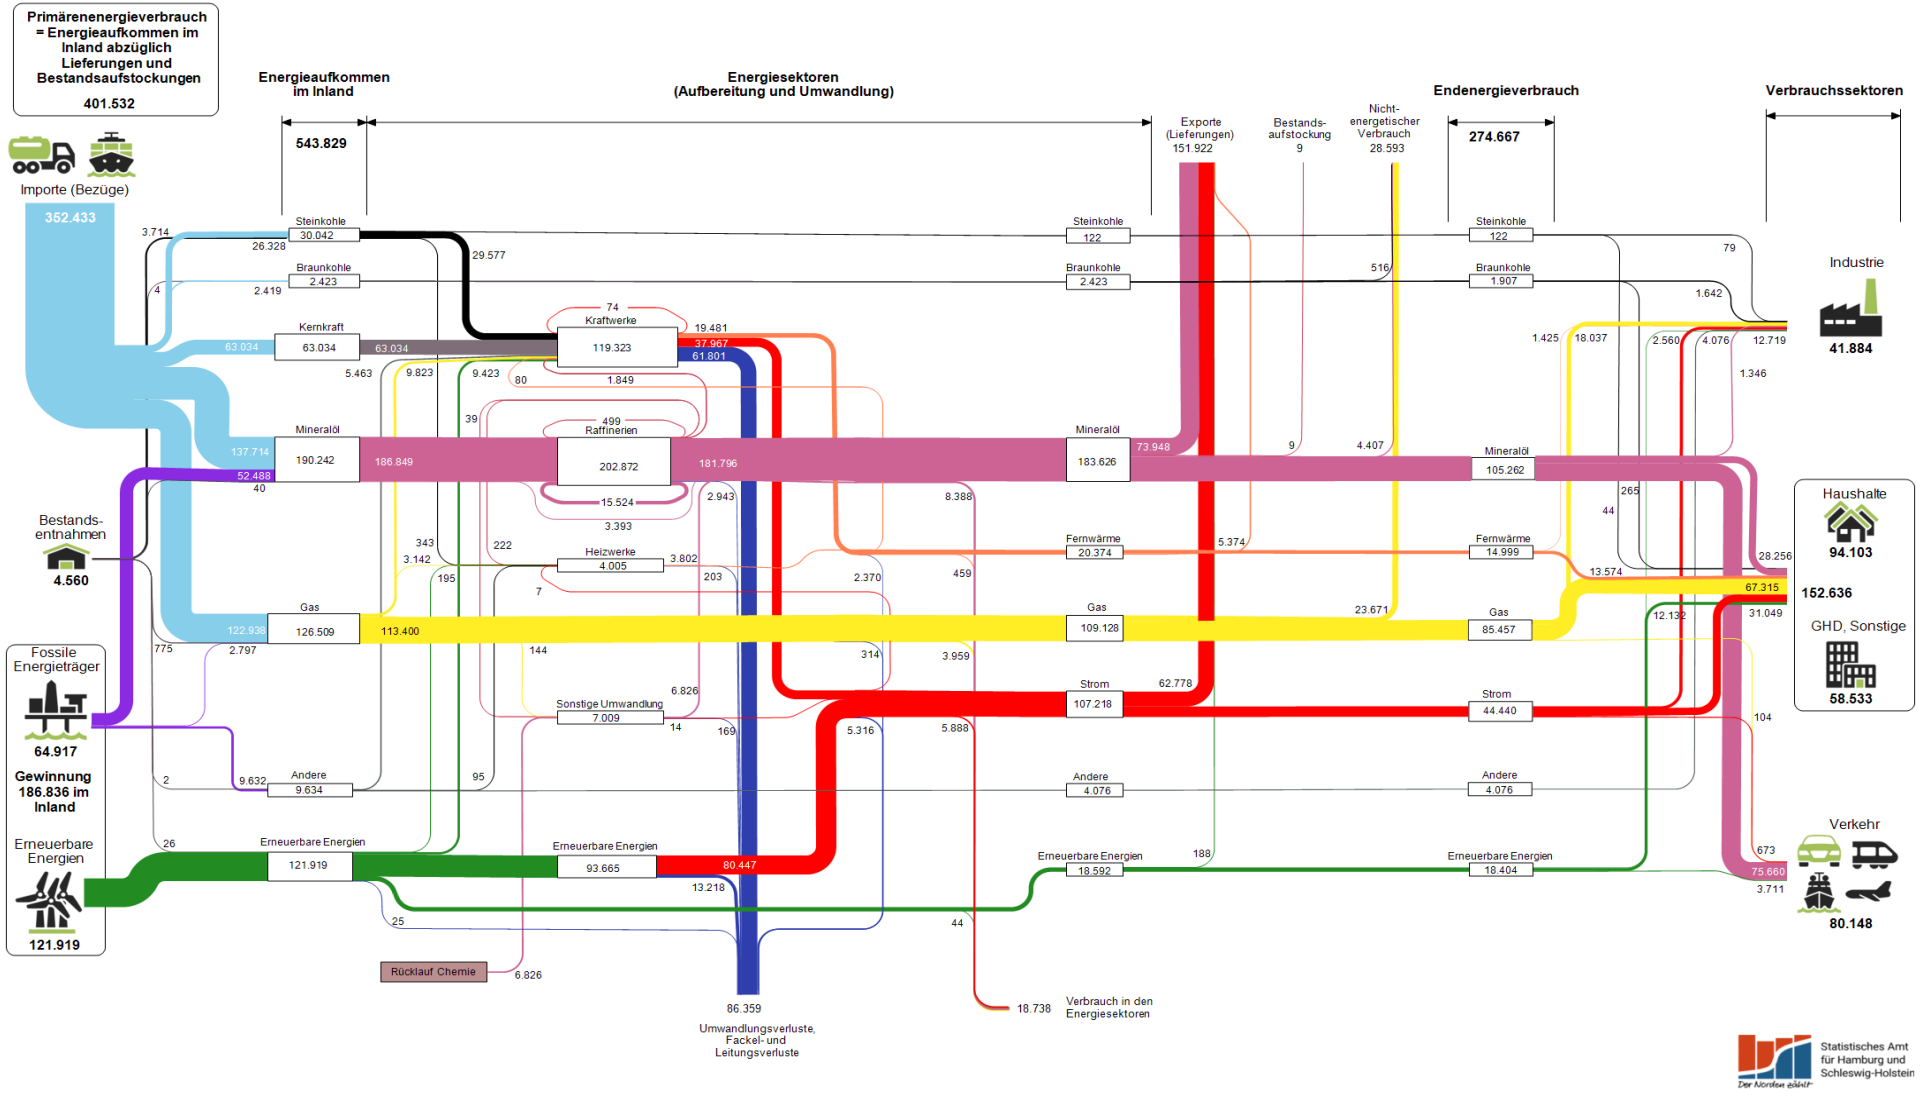 Primärenenergieverbrauch
= Energieaufkommen im
Inland abzüglich
Lieferungen und
Bestandsaufstockungen
401.532
Energieaufkommen
im Inland
543.829
Energiesektoren
(Aufbereitung und Umwandlung)
Exporte
(Lieferungen)
151.922
Bestands-
aufstockung
9
Nicht-
energetischer
Verbrauch
28.593
Endenergieverbrauch
274.667
Verbrauchssektoren
Importe (Bezüge)
352.433
3.714
26.328
Steinkohle
30.042
29.577
Steinkohle
122
Steinkohle
122
79
4
2.419
Braunkohle
2.423
Braunkohle
2.423
516
Braunkohle
1.907
1.642
Industrie
41.884
63.034
Kernkraft
63.034
63.034
74
Kraftwerke
119.323
19.481
37.967
61.801
5.463
9.823
9.423
80
1.849
1.425
18.037
2.560
4.076
12.719
1.346
39
499
137.714
52.488
40
Mineralöl
190.242
186.849
Raffinerien
202.872
181.796
15.524
3.393
2.943
8.388
Mineralöl
183.626
73.948
9
4.407
Mineralöl
105.262
265
44
Bestands-
entnahmen
4.560
343
3.142
195
222
Heizwerke
4.005
3.802
203
7
2.370
459
Fernwärme
20.374
5.374
Fernwärme
14.999
13.574
28.256
67.315
31.049
12.132
Haushalte
94.103
152.636
GHD, Sonstige
58.533
122.938
775
2.797
Gas
126.509
113.400
144
314
3.959
Gas
109.128
23.671
Gas
85.457
104
Fossile
Energieträger
64.917
Gewinnung
186.836 im
Inland
Erneuerbare
Energien
121.919
6.826
Sonstige Umwandlung
7.009
14
169
5.316
5.888
Strom
107.218
62.778
Strom
44.440
2
9.632
Andere
9.634
95
Andere
4.076
Andere
4.076
26
Erneuerbare Energien
121.919
25
Erneuerbare Energien
93.665
80.447
13.218
44
Erneuerbare Energien
18.592
188
Erneuerbare Energien
18.404
673
75.660
3.711
Verkehr
80.148
Rücklauf Chemie
6.826
86.359
Umwandlungsverluste,
Fackel- und
Leitungsverluste
18.738
Verbrauch in den
Energiesektoren
Statistisches Amt
für Hamburg und
Schleswig-Holstein
Der Norden zählt